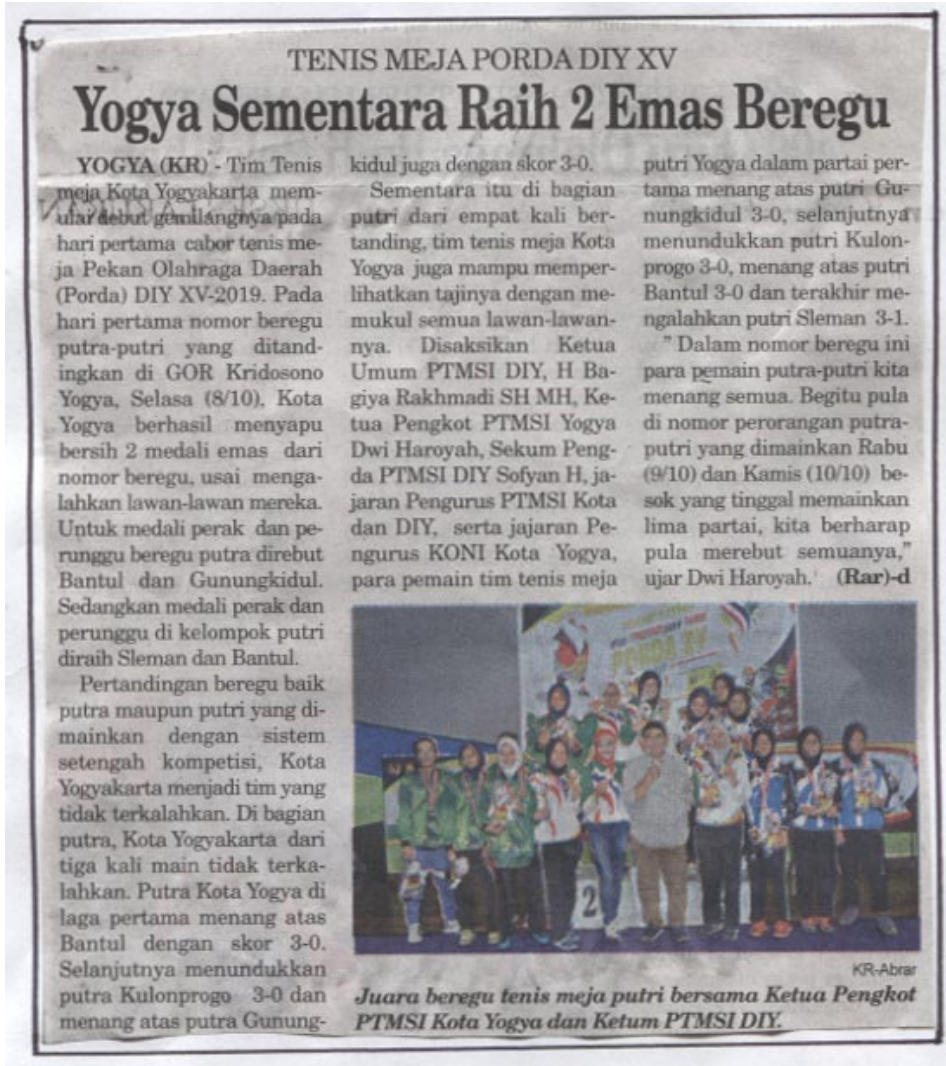 TENIS MEJA PORDA DIY XV
Yogya Sementara Raih 2 Emas Beregu
YOGYA (KR) - Tim Tenis
meja Kota Yogyakarta mem-
ulai debut gemilangnya pada
hari pertama cabor tenis me-
ja Pekan Olahraga Daerah
(Porda) DIY XV-2019. Pada
hari pertama nomor beregu
putra-putri yang ditand-
ingkan di GOR Kridosono
Yogya, Selasa (8/10), Kota
Yogya berhasil menyapu
bersih 2 medali emas dari
nomor beregu, usai menga-
lahkan lawan-lawan mereka.
Untuk medali perak dan pe-
runggu beregu putra direbut
Bantul dan Gunungkidul.
Sedangkan medali perak dan
perunggu di kelompok putri
diraih Sleman dan Bantul.
Pertandingan beregu baik
putra maupun putri yang di-
mainkan dengan sistem
setengah kompetisi, Kota
Yogyakarta menjadi tim yang
tidak terkalahkan. Di bagian
putra, Kota Yogyakarta dari
tiga kali main tidak terka-
lahkan. Putra Kota Yogya di
laga pertama menang atas
Bantul dengan skor 3-0.
Selanjutnya menundukkan
putra Kulonprogo 3-0 dan
menang atas putra Gunung-
kidul juga dengan skor 3-0.
Sementara itu di bagian
putri dari empat kali ber-
tanding, tim tenis meja Kota
Yogya juga mampu memper-
lihatkan tajinya dengan me-
mukul semua lawan-lawan-
nya. Disaksikan Ketua
Umum PTMSI DIY, H Ba-
giya Rakhmadi SH MH, Ke-
tua Pengkot PTMSI Yogya
Dwi Haroyah, Sekum Peng-
da PTMSI DIY Sofyan H, ja-
jaran Pengurus PTMSI Kota
dan DIY, serta jajaran Pe-
ngurus KONI Kota Yogya,
para pemain tim tenis meja
putri Yogya dalam partai per-
tama menang atas putri Gu-
nungkidul 3-0, selanjutnya
menundukkan putri Kulon-
progo 3-0, menang atas putri
Bantul 3-0 dan terakhir me-
ngalahkan putri Sleman 3-1.
" Dalam nomor beregu ini
para pemain putra-putri kita
menang semua. Begitu pula
di nomor perorangan putra-
putri yang dimainkan Rabu
(9/10) dan Kamis (10/10) be-
sok yang tinggal memainkan
lima partai, kita berharap
pula merebut semuanya,"
ujar Dwi Haroyah. (Rar)-d
PORDA XV
2
KR-Abrar
Juara beregu tenis meja putri bersama Ketua Pengkot
PTMSI Kota Yogya dan Ketum PTMSI DIY.